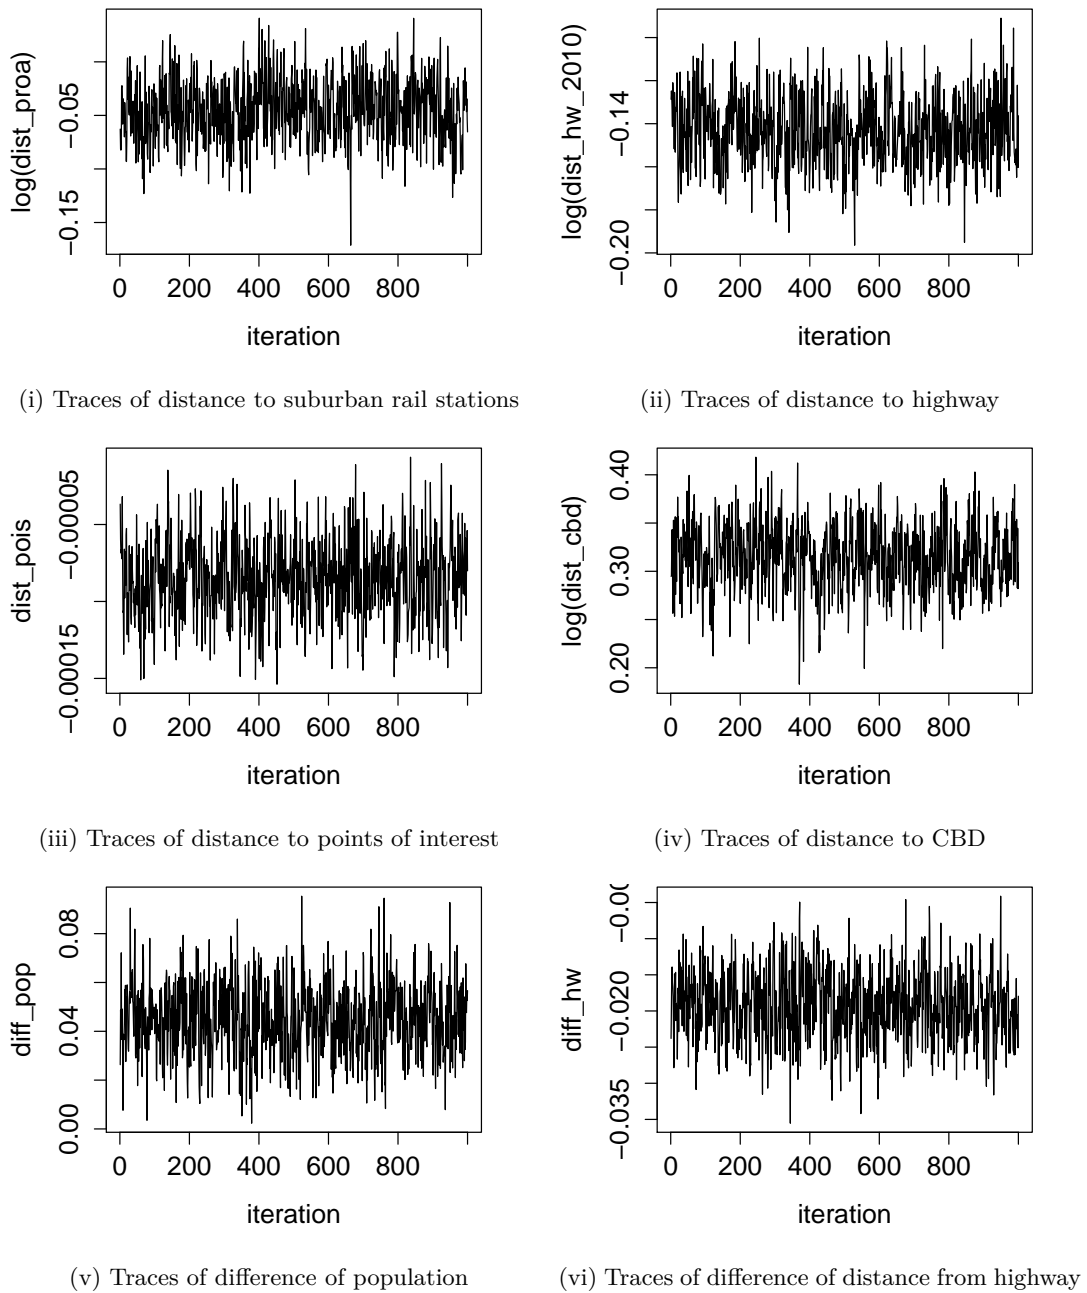 log(dist_proa)
−0.15
−0.05
0 200 400 600 800
iteration
(i) Traces of distance to suburban rail stations
log(dist_hw_2010)
−0.20
−0.14
0 200 400 600 800
iteration
(ii) Traces of distance to highway
dist_pois
−0.00015
−0.00005
0 200 400 600 800
iteration
(iii) Traces of distance to points of interest
log(dist_cbd)
0.20
0.30
0.40
0 200 400 600 800
iteration
(iv) Traces of distance to CBD
diff_pop
0.00
0.04
0.08
0 200 400 600 800
iteration
(v) Traces of difference of population
diff_hw
−0.035
−0.020
0 200 400 600 800
iteration
(vi) Traces of difference of distance from highway